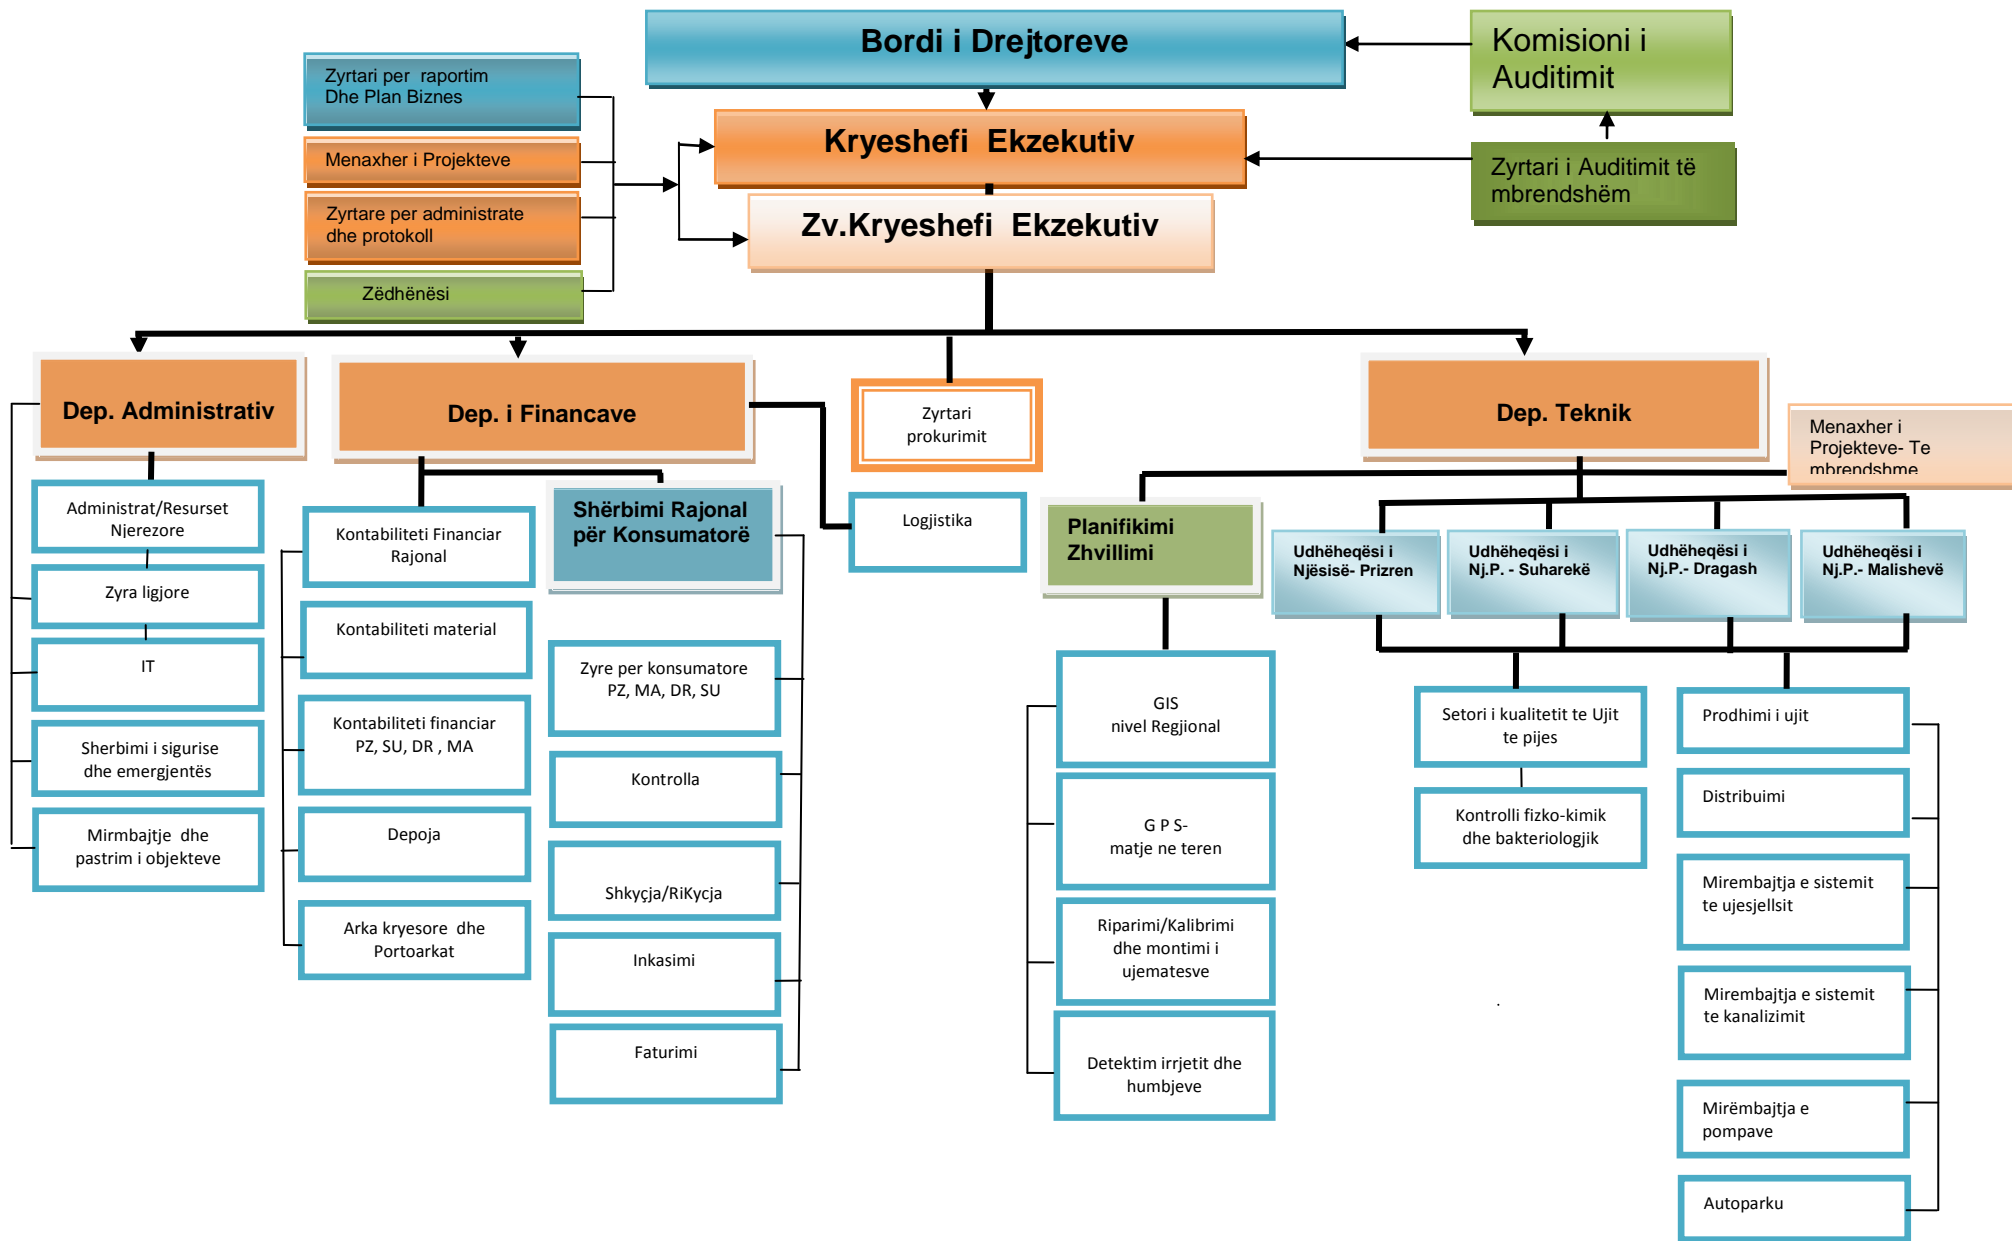 Bordi i Drejtoreve
Komisioni i
Auditimit
Zyrtari per raportim
Dhe Plan Biznes
Kryeshefi Ekzekutiv
Menaxher i Projekteve
Zyrtari i Auditimit të
mbrendshëm
Zyrtare per administrate
dhe protokoll
Zv.Kryeshefi Ekzekutiv
Zëdhënësi
Dep. Administrativ
Dep. i Financave
Zyrtari
prokurimit
Dep. Teknik
Menaxher i
Projekteve- Te
mbrendshme
Administrat/Resurset
Njerezore
Zyra ligjore
IT
Sherbimi i sigurise
dhe emergjentës
Mirmbajtje dhe
pastrim i objekteve
Kontabiliteti Financiar
Rajonal
Kontabiliteti material
Kontabiliteti financiar
PZ, SU, DR , MA
Depoja
Arka kryesore dhe
Portoarkat
Shërbimi Rajonal
për Konsumatorë
Zyre per konsumatore
PZ, MA, DR, SU
Kontrolla
Shkyçja/RiKycja
Inkasimi
Faturimi
Logjistika
Planifikimi
Zhvillimi
GIS
nivel Regjional
G P S-
matje ne teren
Riparimi/Kalibrimi
dhe montimi i
ujematesve
Detektim irrjetit dhe
humbjeve
Udhëheqësi i
Njësisë- Prizren
Udhëheqësi i
Nj.P. - Suharekë
Udhëheqësi i
Nj.P.- Dragash
Udhëheqësi i
Nj.P.- Malishevë
Setori i kualitetit te Ujit
te pijes
Kontrolli fizko-kimik
dhe bakteriologjik
.
Prodhimi i ujit
Distribuimi
Mirembajtja e sistemit
te ujesjellsit
Mirembajtja e sistemit
te kanalizimit
Mirëmbajtja e
pompave
Autoparku